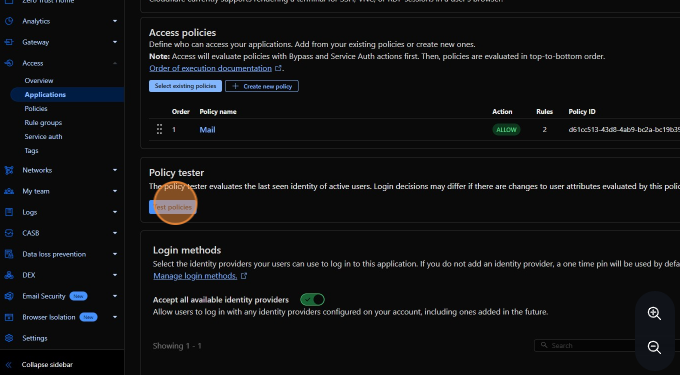 Zero Trust Home
Cloudflare currently supports rendering a terminal for SSH, VNC, or RDP sessions in a user's browser.
Analytics
Gateway
Access
Overview
Applications
Policies
Rule groups
Service auth
Tags
Networks
My team
Logs
CASB
Data loss prevention
DEX
Email Security New
Browser Isolation New
Settings
Collapse sidebar
Access policies
Define who can access your applications. Add from your existing policies or create new ones.
Note: Access will evaluate policies with Bypass and Service Auth actions first. Then, policies are evaluated in top-to-bottom order.
Order of execution documentation.
Select existing policies + Create new policy
Order Policy name Action Rules Policy ID
1 Mail ALLOW 2 d61cc513-43d8-4ab9-bc2a-bc19b35
Policy tester
The policy tester evaluates the last seen identity of active users. Login decisions may differ if there are changes to user attributes evaluated by this polic
Test policies
Login methods
Select the identity providers your users can use to log in to this application. If you do not add an identity provider, a one time pin will be used by defa
Manage login methods.
Accept all available identity providers
Allow users to log in with any identity providers configured on your account, including ones added in the future.
Showing 1 - 1
Search